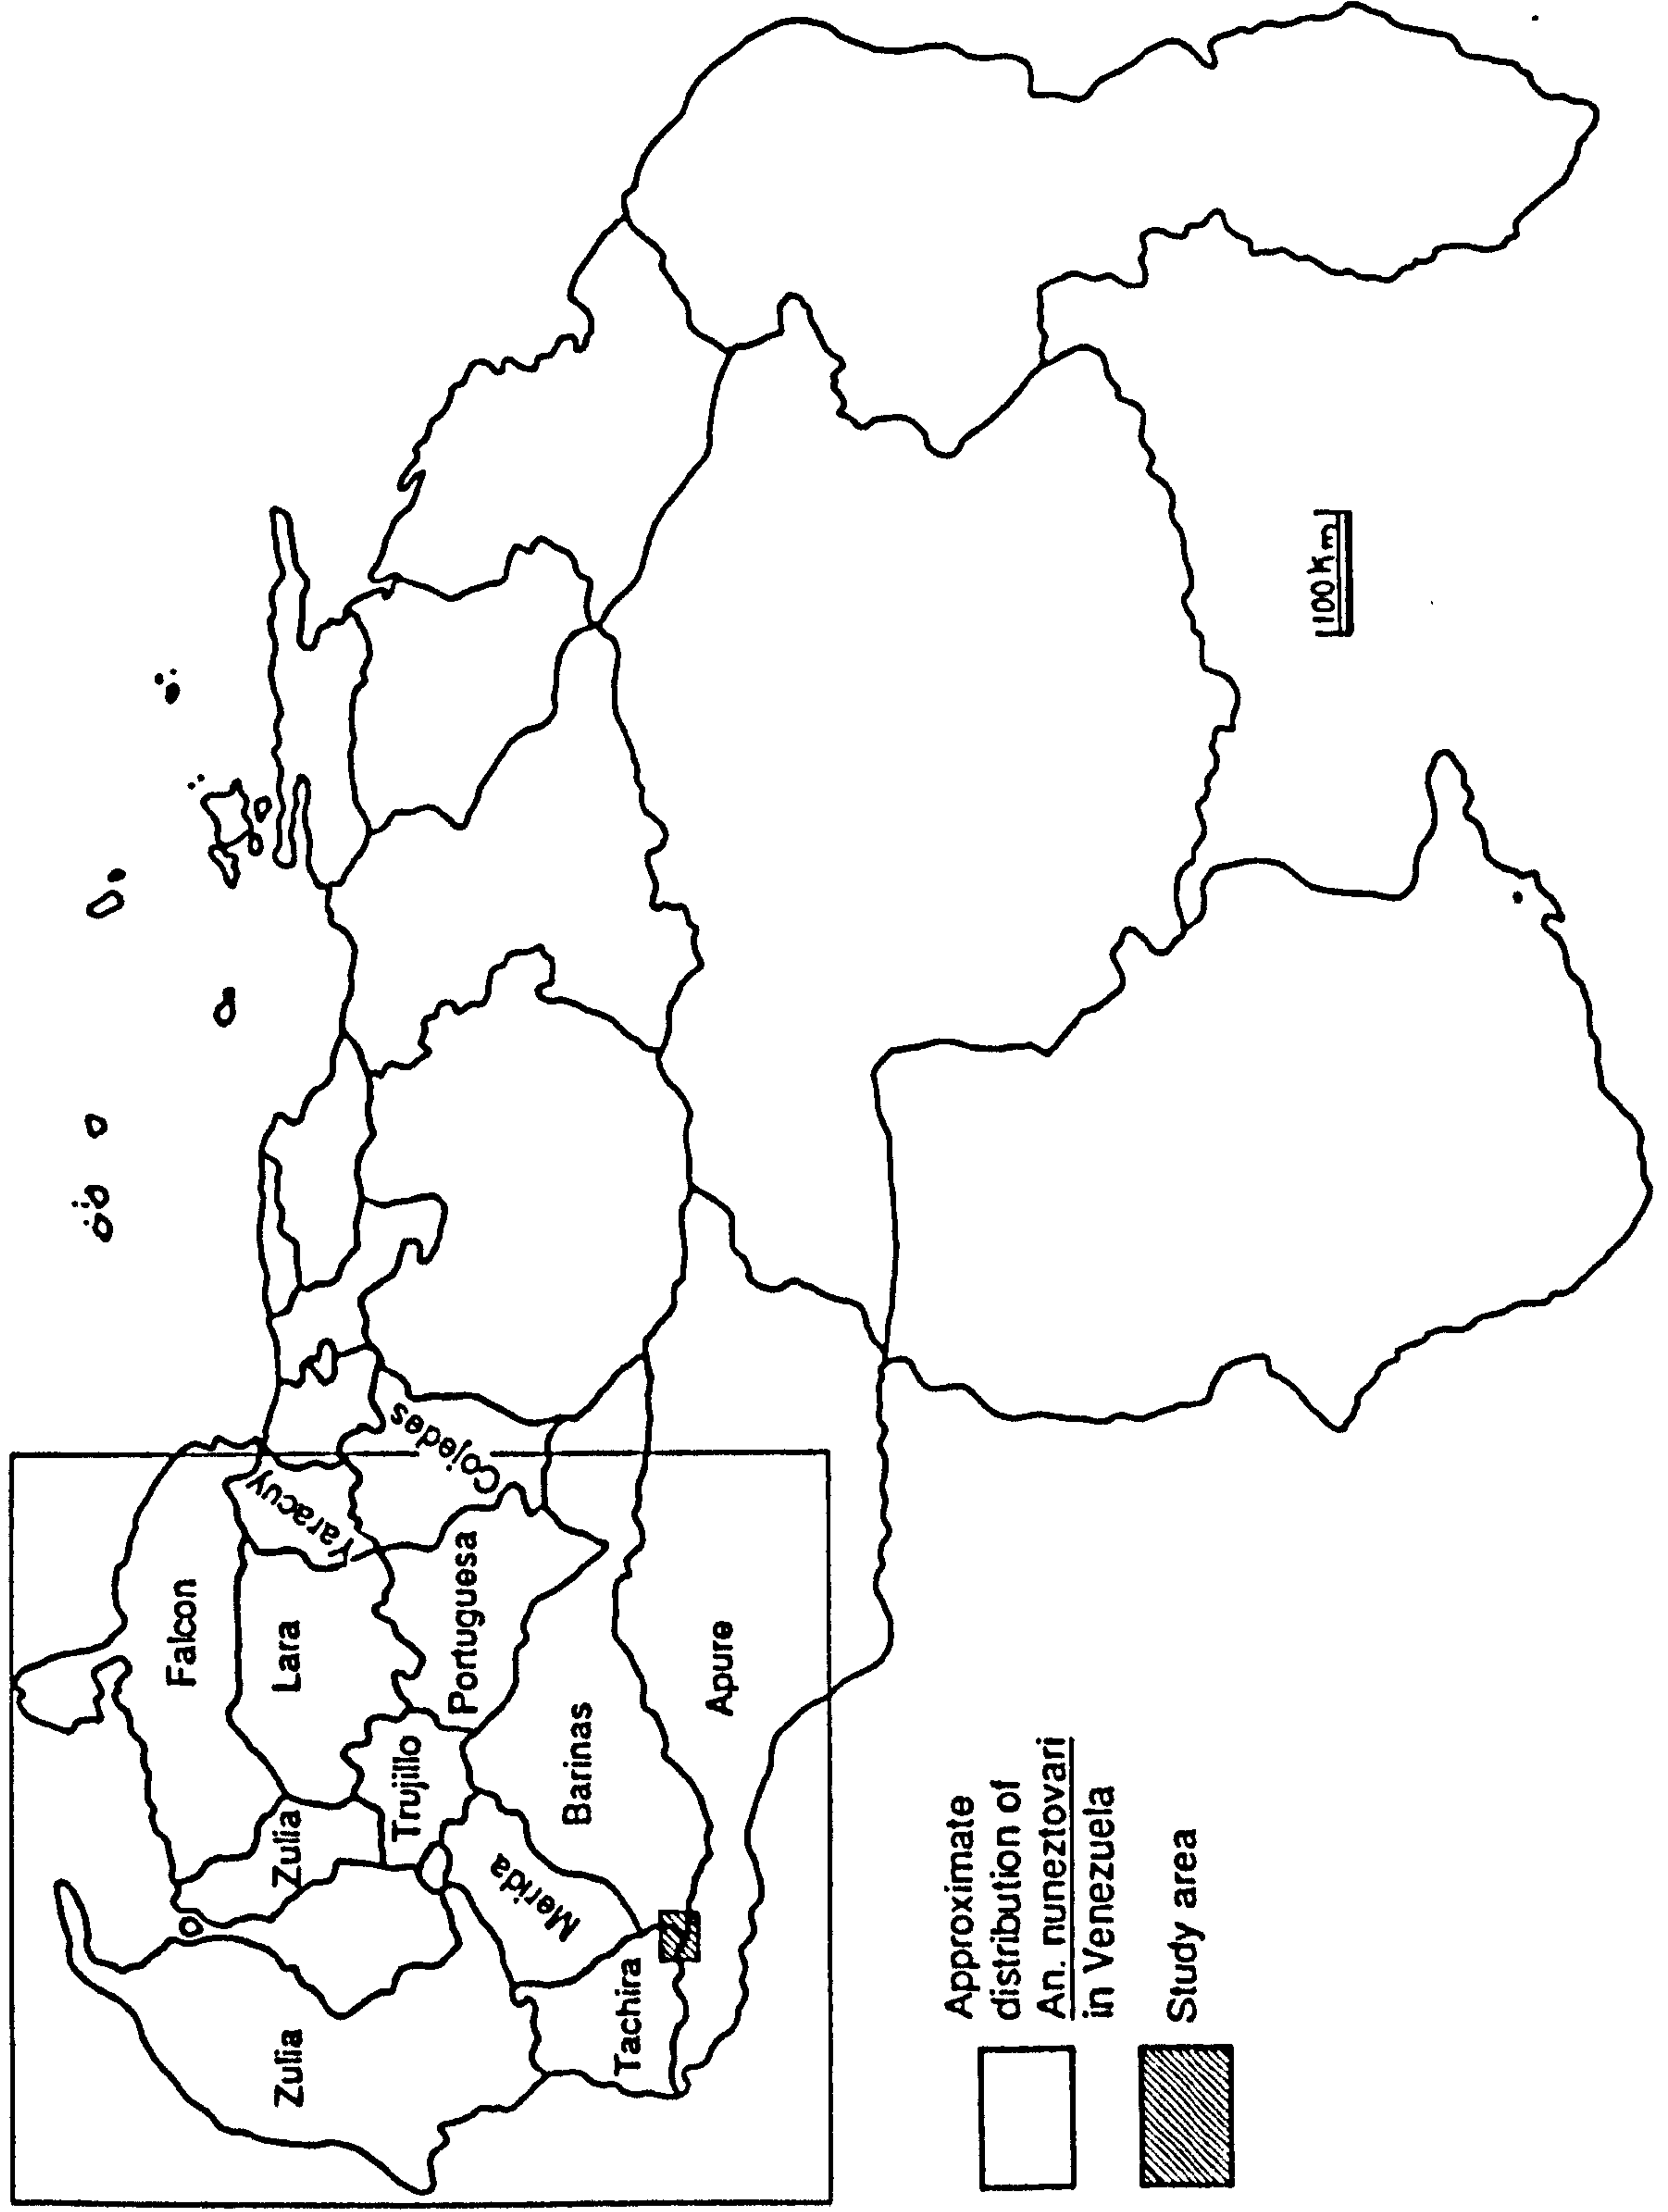 Falcon
Zulia
Zulia
Lara
Yaracuy
Trujillo
Cojedes
Portuguesa
Merida
Barinas
Tachira
Apure
Approximate
distribution of
An. nuneztovari
in Venezuela
Study area
100 Km